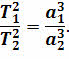 T₁²/T₂² = a₁³/a₂³.